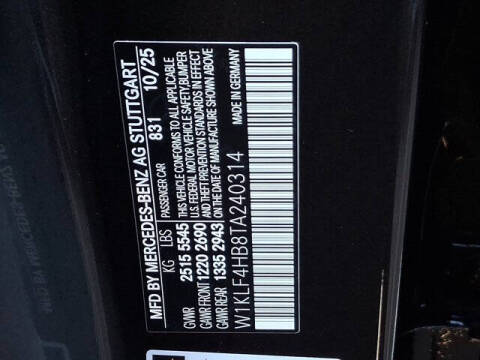 MFD BY MERCEDES-BENZ AG STUTTGART
PASSENGER CAR 831 10/25
KG LBS
GVWR 2515 5545
GAWR FRONT 1220 2690
GAWR REAR 1335 2943
THIS VEHICLE CONFORMS TO ALL APPLICABLE
U.S. FEDERAL MOTOR VEHICLE SAFETY, BUMPER
AND THEFT PREVENTION STANDARDS IN EFFECT
ON THE DATE OF MANUFACTURE SHOWN ABOVE
MADE IN GERMANY
W1KLF4HB8TA240314